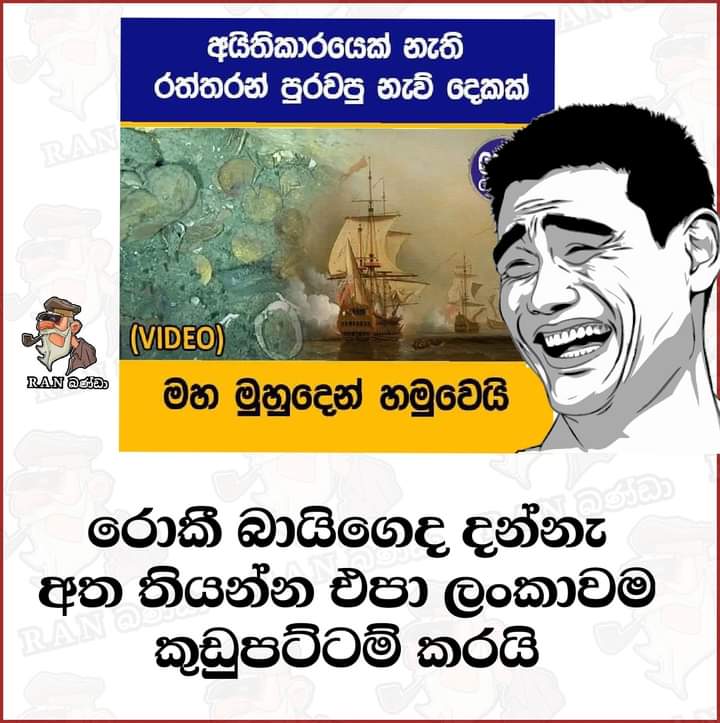 අයිතිකාරයෙක් නැති
රත්තරන් පුරවපු නැව් දෙකක්
(VIDEO)
මහ මුහුදෙන් හමුවෙයි
RAN බණ්ඩා
රොකී බායිගෙද දන්නෑ
අත තියන්න එපා ලංකාවම
කුඩුපට්ටම් කරයි